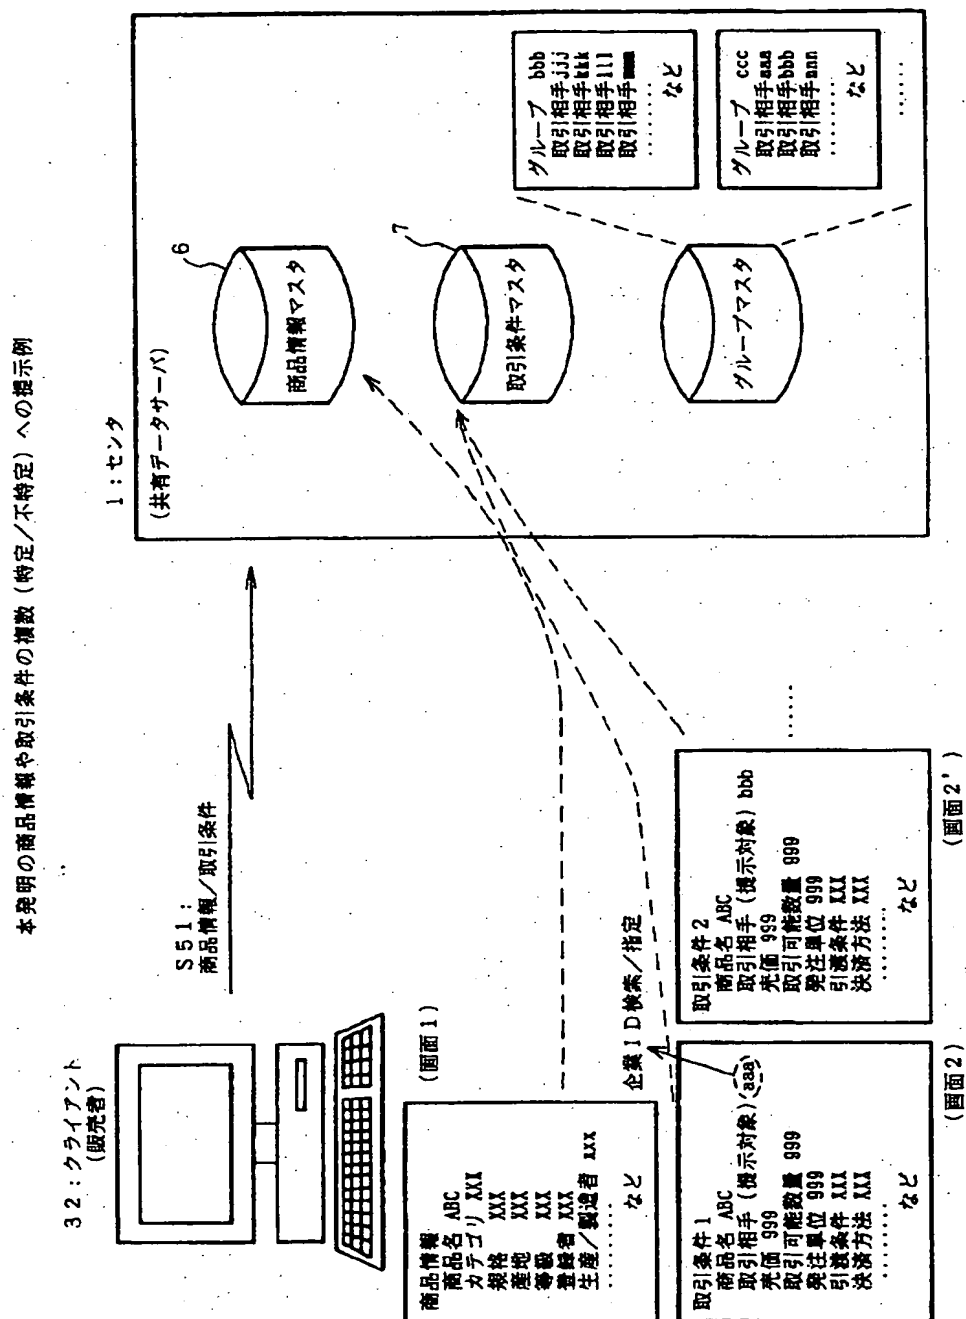 本発明の商品情報や取引条件の複数（特定／不特定）への提示例
32：クライアント
（販売者）
S51：
商品情報／取引条件
1：センタ
（共有データサーバ）
6
商品情報マスタ
7
取引条件マスタ
グループマスタ
グループ bbb
取引相手jjj
取引相手kkk
取引相手lll
取引相手mmm
........
など
グループ ccc
取引相手aaa
取引相手bbb
取引相手nnn
........
など
......
（画面1）
商品情報
商品名 ABC
カテゴリ XXX
規格 XXX
産地 XXX
等級 XXX
登録者 XXX
生産／製造者 xxx
........
など
企業ID検索／指定
取引条件1
商品名 ABC
取引相手（提示対象）aaa
売価 999
取引可能数量 999
発注単位 999
引渡条件 XXX
決済方法 XXX
........
など
（画面2）
取引条件2
商品名 ABC
取引相手（提示対象）bbb
売価 999
取引可能数量 999
発注単位 999
引渡条件 XXX
決済方法 XXX
........
など
（画面2'）
......